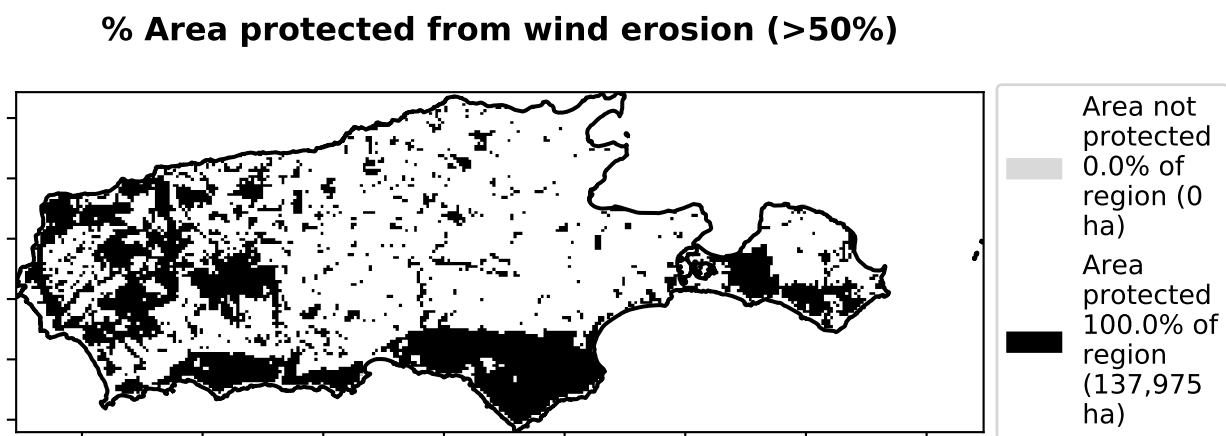 % Area protected from wind erosion (>50%)
Area not
protected
0.0% of
region (0
ha)
Area
protected
100.0% of
region
(137,975
ha)